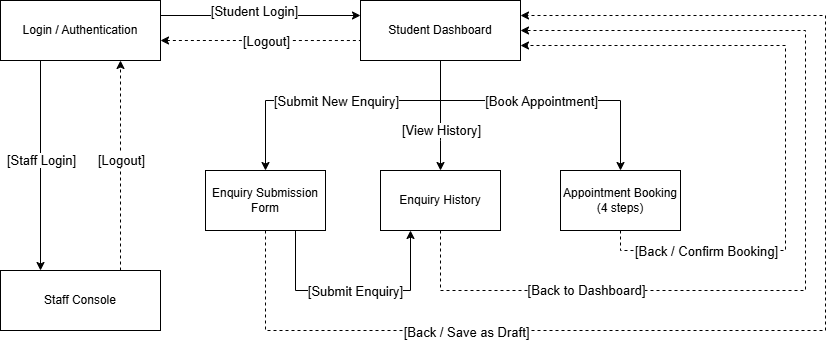 [Student Login]
Login / Authentication
Student Dashboard
[Logout]
[Submit New Enquiry]
[Book Appointment]
[View History]
[Staff Login]
[Logout]
Enquiry Submission
Form
Enquiry History
Appointment Booking
(4 steps)
[Back / Confirm Booking]
[Submit Enquiry]
[Back to Dashboard]
Staff Console
[Back / Save as Draft]